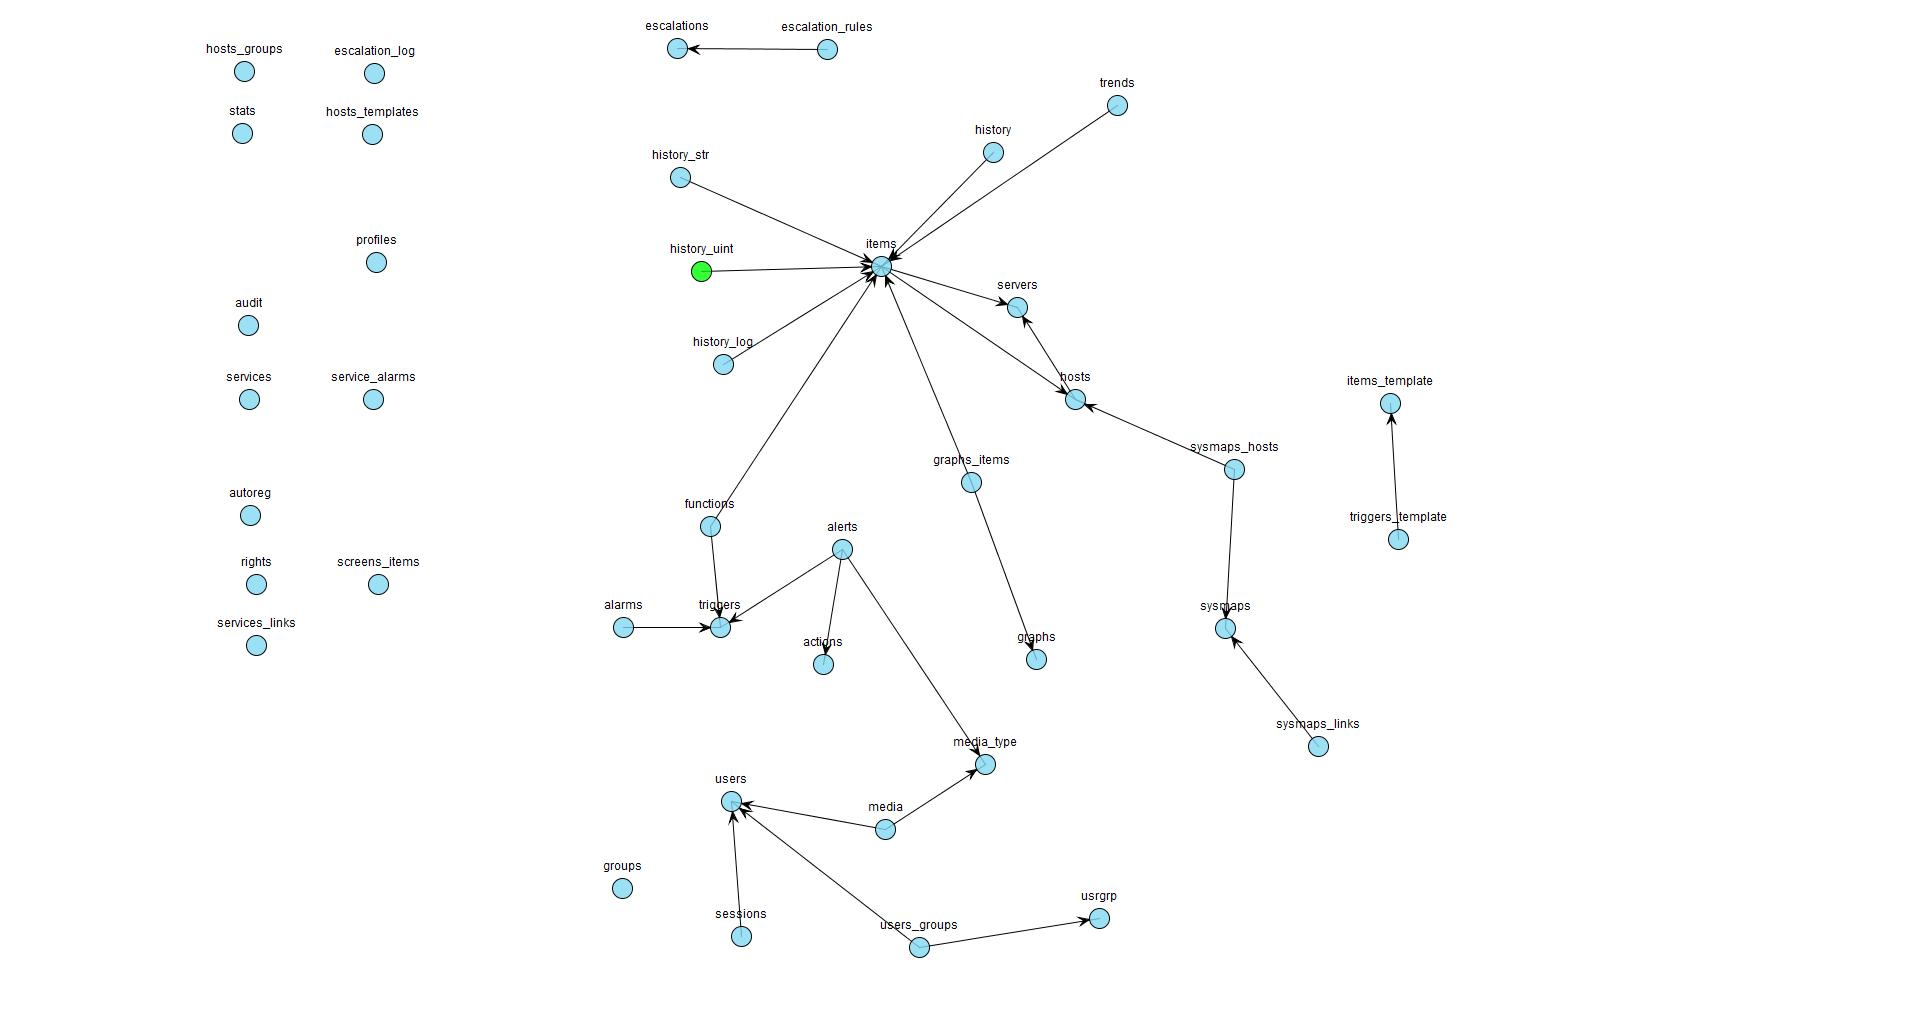 escalations
escalation_rules
hosts_groups
escalation_log
trends
stats
hosts_templates
history
history_str
profiles
items
history_uint
servers
audit
history_log
services
service_alarms
hosts
items_template
sysmaps_hosts
graphs_items
autoreg
functions
triggers_template
alerts
rights
screens_items
alarms
triggers
sysmaps
services_links
actions
graphs
sysmaps_links
media_type
users
media
groups
usrgrp
sessions
users_groups